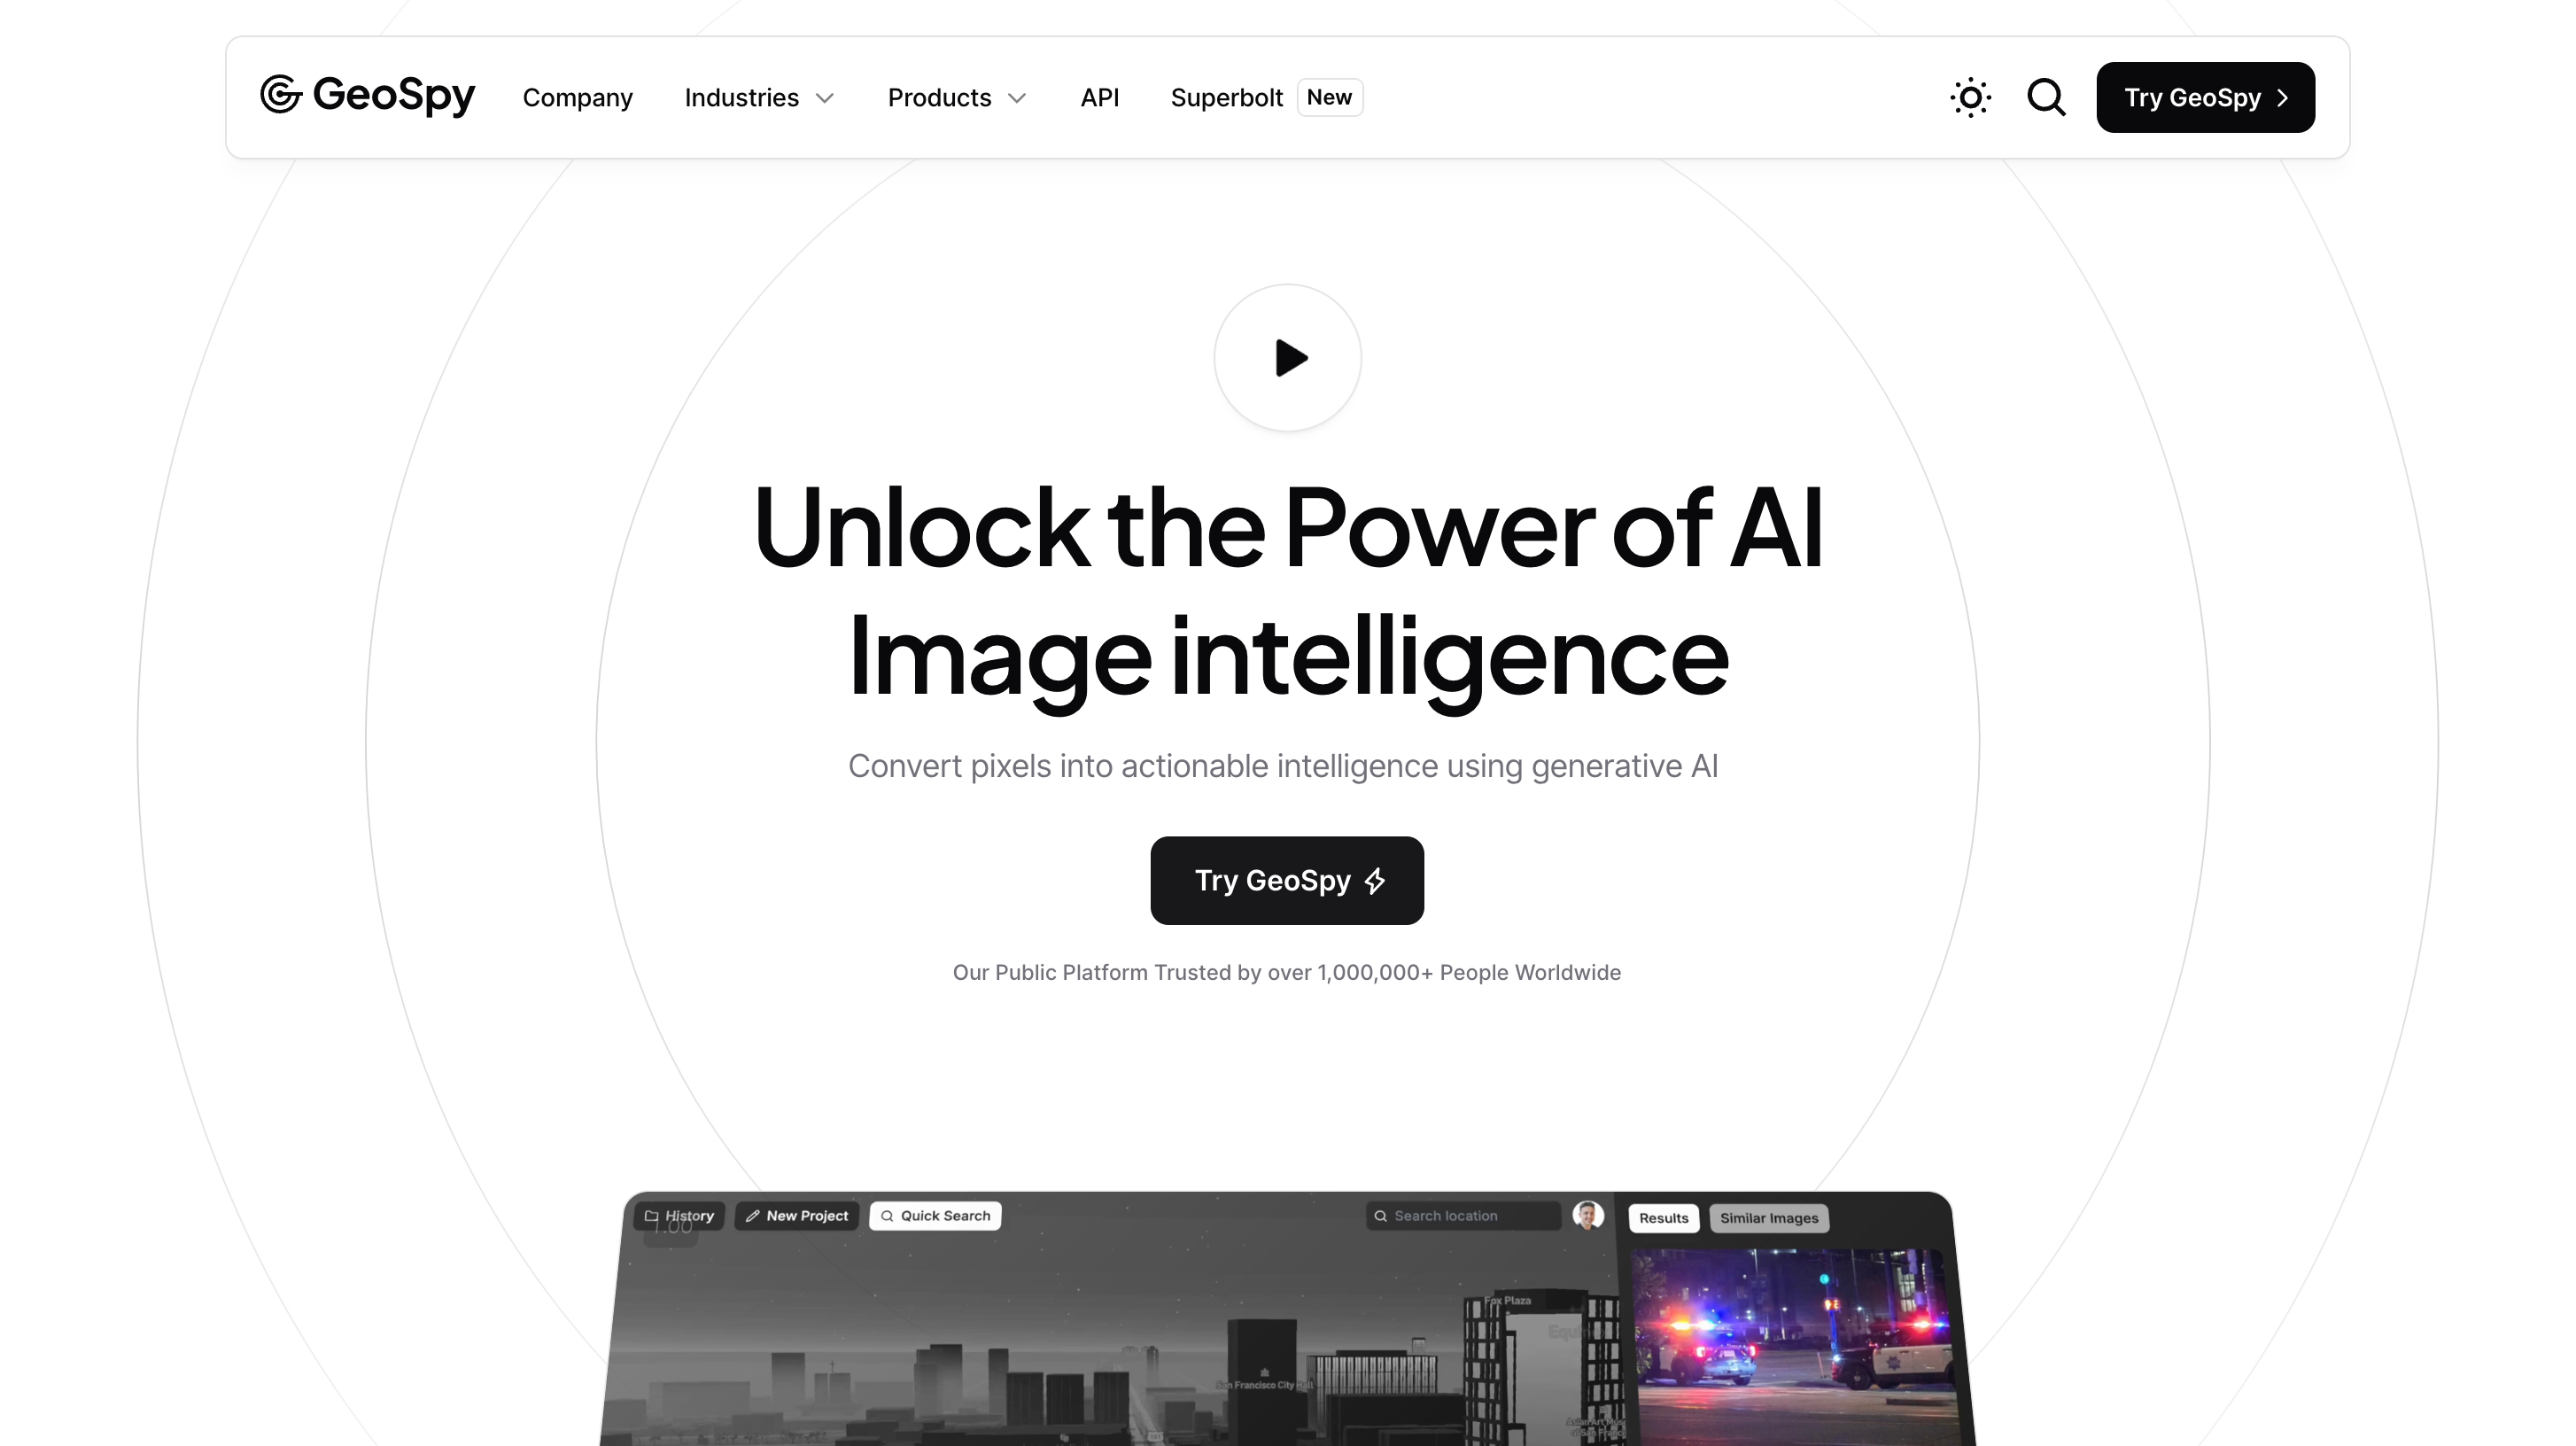 GeoSpy
Company
Industries
Products
API
Superbolt
New
Try GeoSpy
Unlock the Power of AI
Image intelligence
Convert pixels into actionable intelligence using generative AI
Try GeoSpy
Our Public Platform Trusted by over 1,000,000+ People Worldwide
History
New Project
Quick Search
Search location
Results
Similar Images
1.00
Fox Plaza
San Francisco City Hall